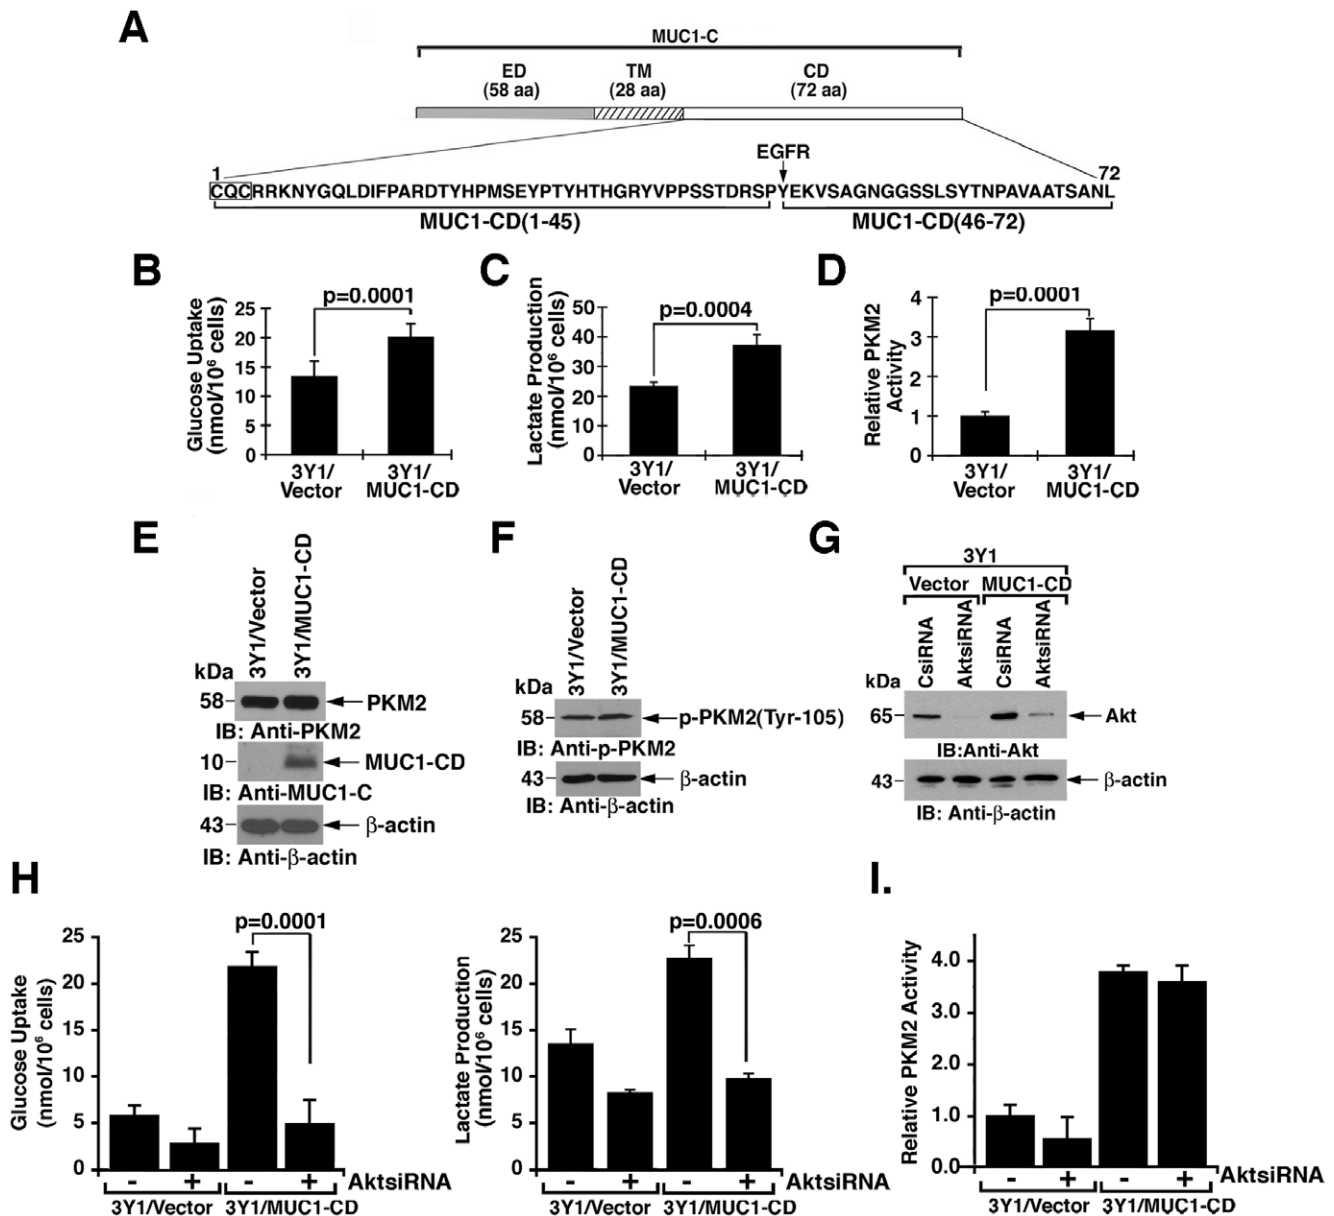 A
MUC1-C
ED TM CD
(58 aa) (28 aa) (72 aa)
EGFR
1 72
CQCRRKNYGQLDIFPARDTYHPMSEYPTYHTHGRYVPPSSTDRSPYEKVSAGNGGSSLSYTNPAVAATSANL
MUC1-CD(1-45) MUC1-CD(46-72)
B
p=0.0001
Glucose Uptake
(nmol/10⁶ cells)
25
20
15
10
5
0
3Y1/ 3Y1/
Vector MUC1-CD
C
p=0.0004
Lactate Production
(nmol/10⁶ cells)
50
40
30
20
10
0
3Y1/ 3Y1/
Vector MUC1-CD
D
p=0.0001
Relative PKM2
Activity
4
3
2
1
0
3Y1/ 3Y1/
Vector MUC1-CD
E
3Y1/Vector
3Y1/MUC1-CD
kDa
58 PKM2
IB: Anti-PKM2
10 MUC1-CD
IB: Anti-MUC1-C
43 β-actin
IB: Anti-β-actin
F
3Y1/Vector
3Y1/MUC1-CD
kDa
58 p-PKM2(Tyr-105)
IB: Anti-p-PKM2
43 β-actin
IB: Anti-β-actin
G
3Y1
Vector MUC1-CD
CsiRNA
AktsiRNA
CsiRNA
AktsiRNA
kDa
65 Akt
IB:Anti-Akt
43 β-actin
IB: Anti-β-actin
H
p=0.0001
Glucose Uptake
(nmol/10⁶ cells)
25
20
15
10
5
0
- + - + AktsiRNA
3Y1/Vector 3Y1/MUC1-CD
p=0.0006
Lactate Production
(nmol/10⁶ cells)
25
20
15
10
5
0
- + - + AktsiRNA
3Y1/Vector 3Y1/MUC1-CD
I.
Relative PKM2 Activity
4.0
3.0
2.0
1.0
0.0
- + - + AktsiRNA
3Y1/Vector 3Y1/MUC1-CD